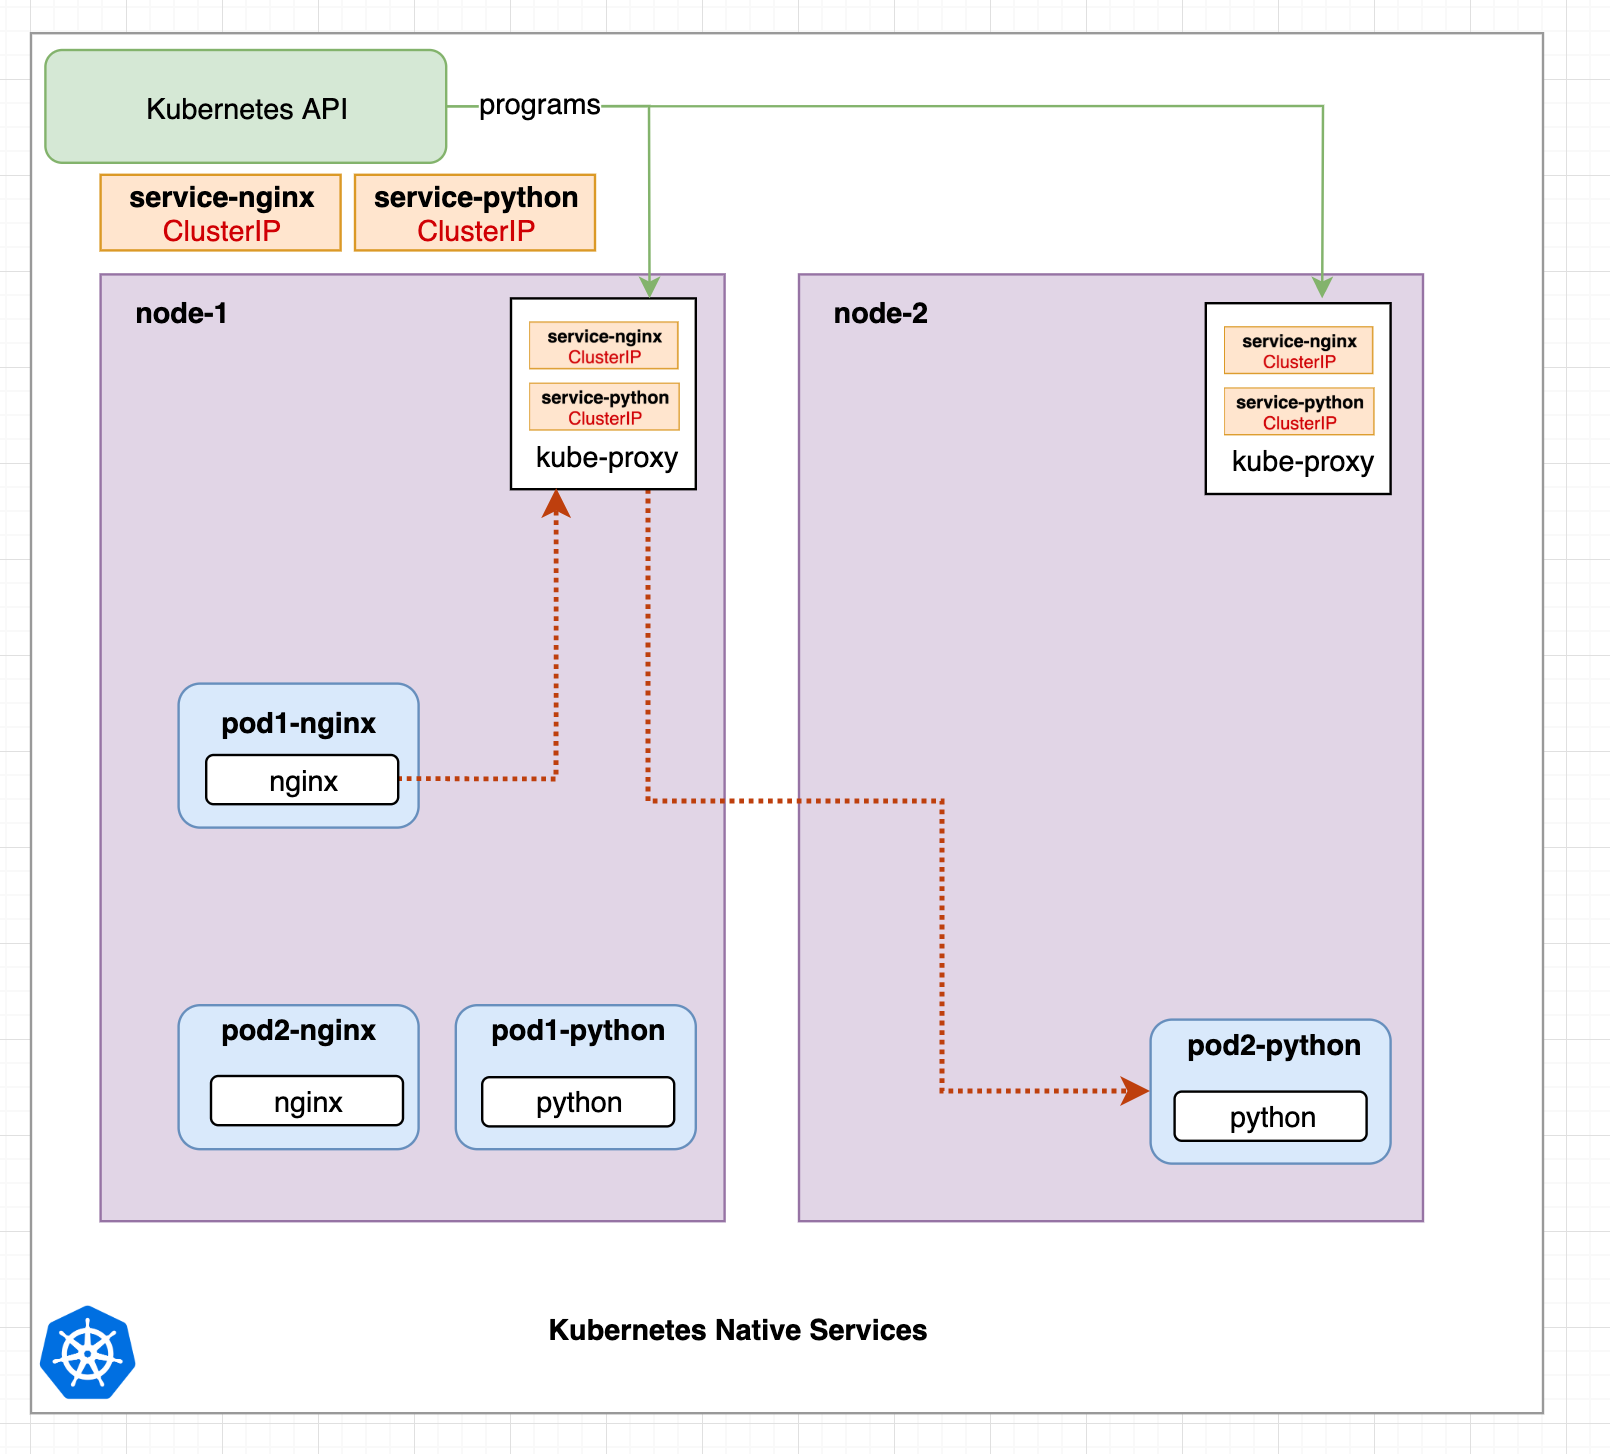 Kubernetes API
programs
service-nginx
ClusterIP
service-python
ClusterIP
node-1
service-nginx
ClusterIP
service-python
ClusterIP
kube-proxy
pod1-nginx
nginx
pod2-nginx
nginx
pod1-python
python
node-2
service-nginx
ClusterIP
service-python
ClusterIP
kube-proxy
pod2-python
python
Kubernetes Native Services